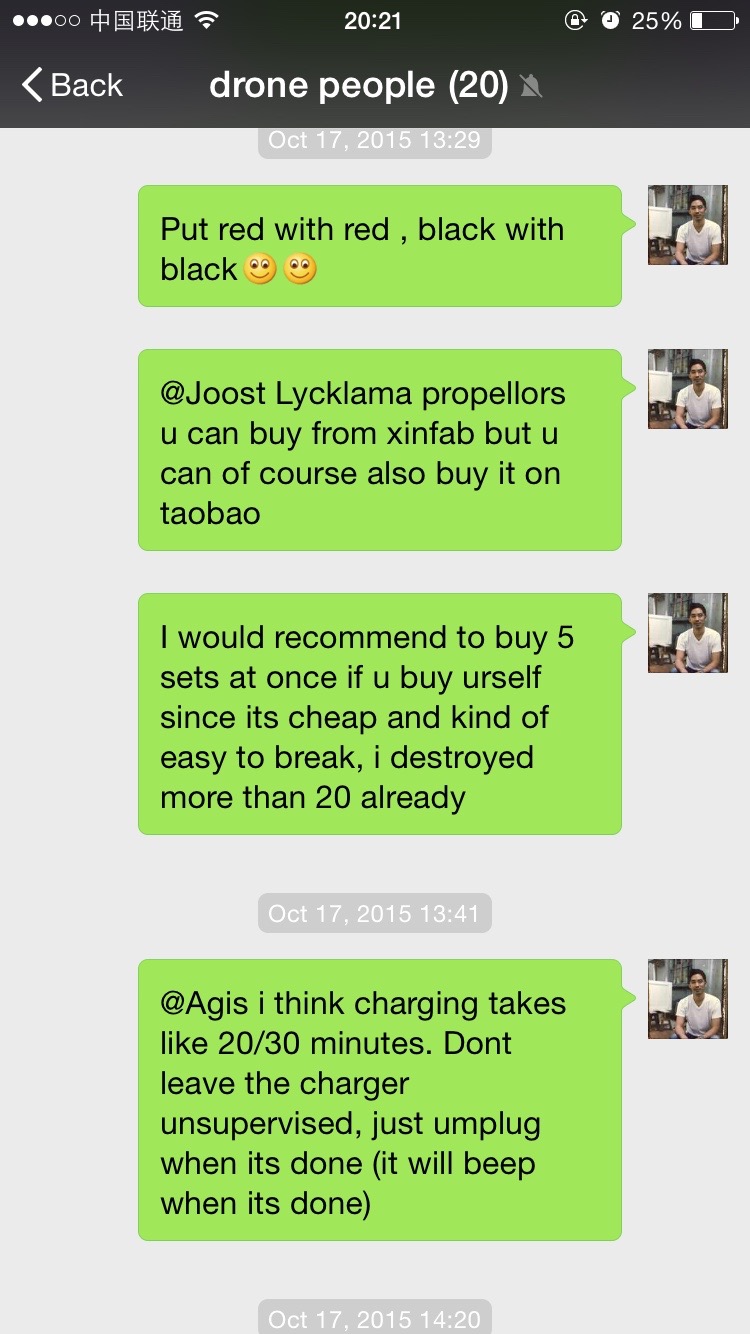 中国联通 20:21 25%
Back drone people (20)
Oct 17, 2015 13:29
Put red with red , black with
black
@Joost Lycklama propellors
u can buy from xinfab but u
can of course also buy it on
taobao
I would recommend to buy 5
sets at once if u buy urself
since its cheap and kind of
easy to break, i destroyed
more than 20 already
Oct 17, 2015 13:41
@Agis i think charging takes
like 20/30 minutes. Dont
leave the charger
unsupervised, just umplug
when its done (it will beep
when its done)
Oct 17, 2015 14:20